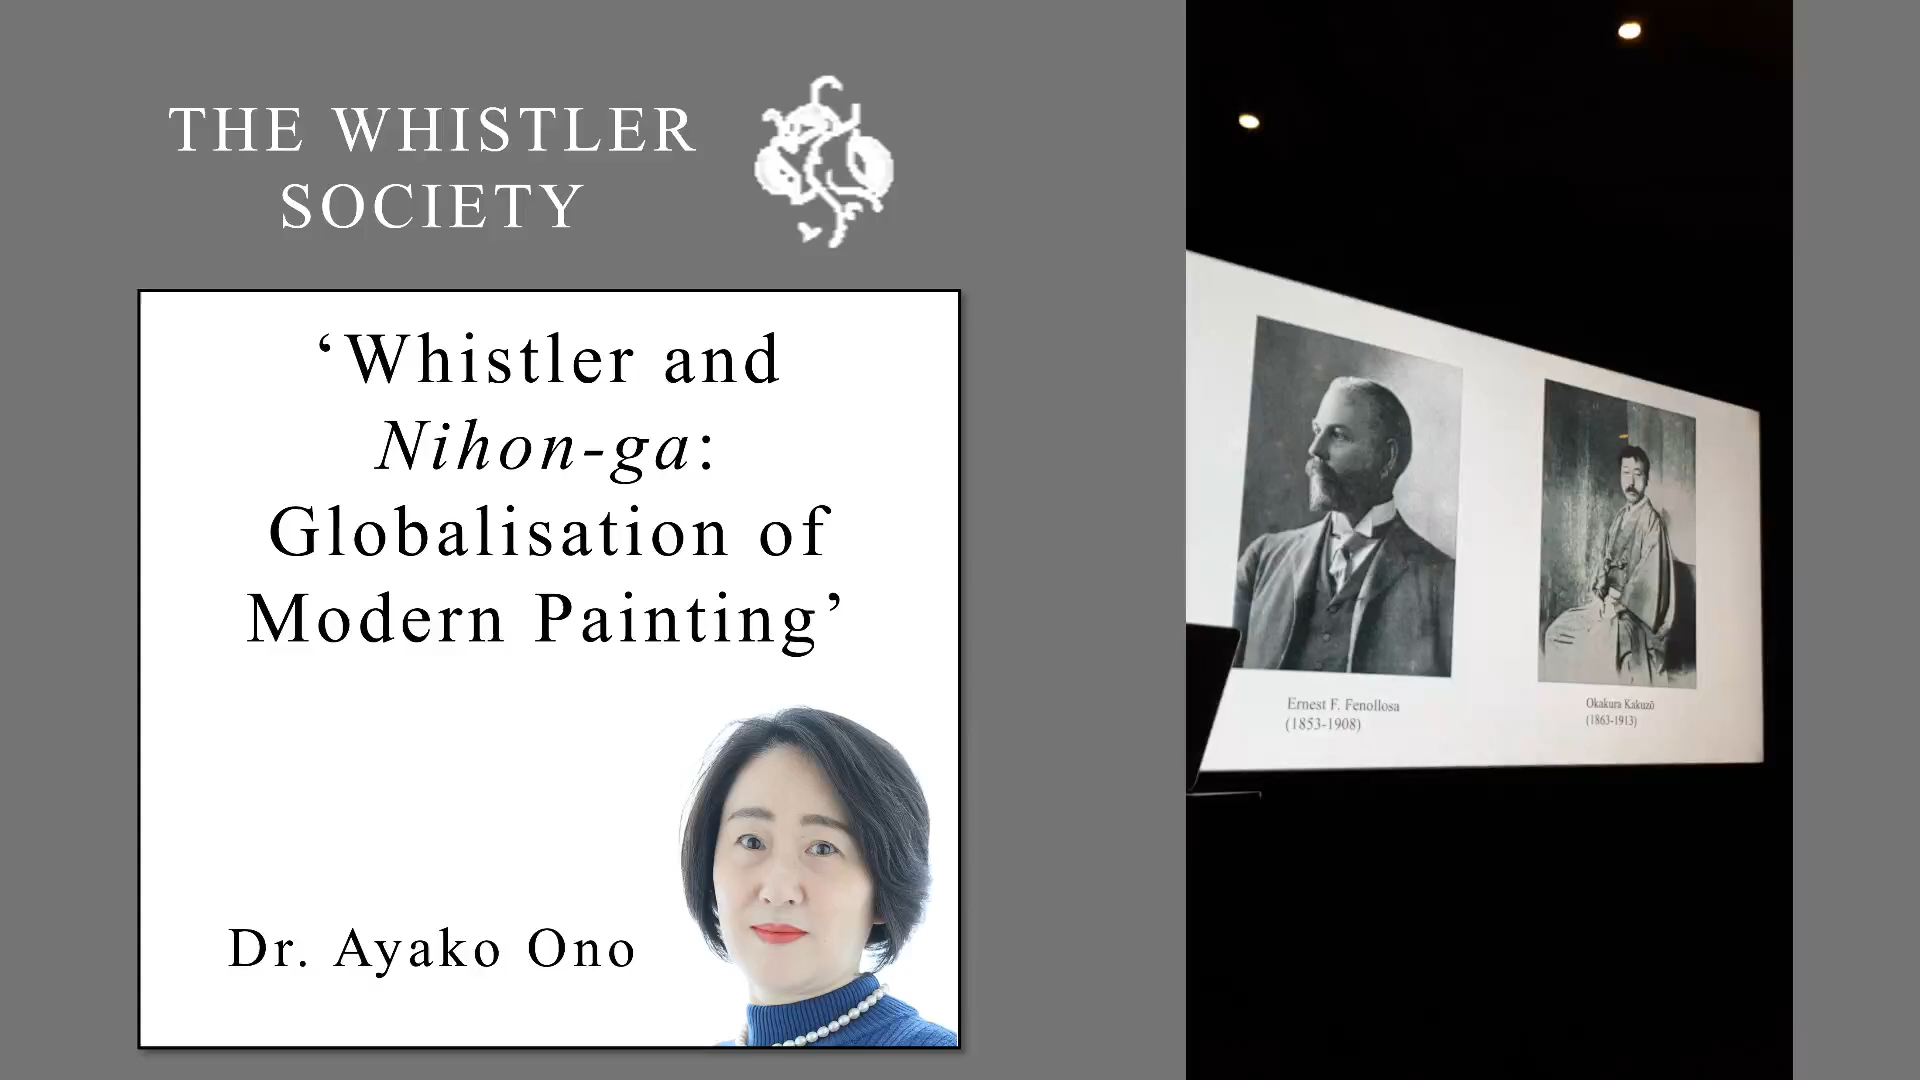 THE WHISTLER
SOCIETY
‘Whistler and
Nihon-ga:
Globalisation of
Modern Painting’
Dr. Ayako Ono
Ernest F. Fenollosa
(1853-1908)
Okakura Kakuzō
(1863-1913)